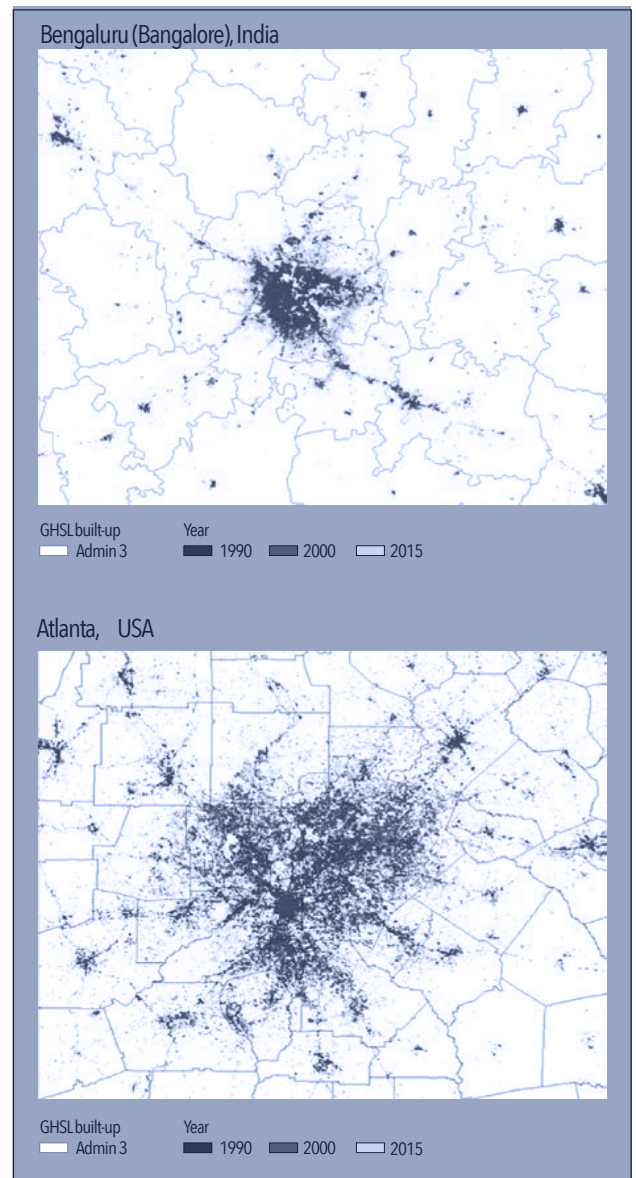 Bengaluru (Bangalore), India
GHSL built-up Year
Admin 3 1990 2000 2015
Atlanta, USA
GHSL built-up Year
Admin 3 1990 2000 2015